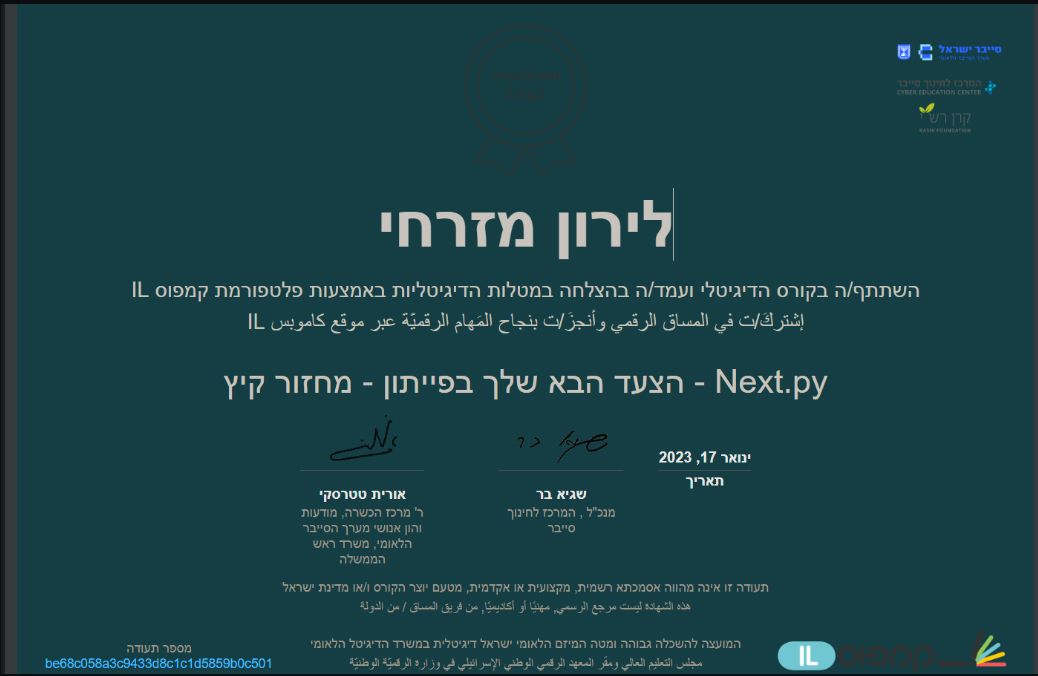 סייבר ישראל
מערך הסייבר הלאומי
המרכז לחינוך סייבר
CYBER EDUCATION CENTER
קרן רש"י
RASHI FOUNDATION
לירון מזרחי
השתתף/ה בקורס הדיגיטלי ועמד/ה בהצלחה במטלות הדיגיטליות באמצעות פלטפורמת קמפוס IL
إشتركَ/ت في المساق الرقمي وأنجزَ/ت بنجاح المَهام الرقميّة عبر موقع كاموبس IL
Next.py - הצעד הבא שלך בפייתון - מחזור קיץ
ינואר 17, 2023
תאריך
שגיא בר
מנכ"ל , המרכז לחינוך
סייבר
אורית טטרסקי
ר' מרכז הכשרה, מודעות
והון אנושי מערך הסייבר
הלאומי, משרד ראש
הממשלה
תעודה זו אינה מהווה אסמכתא רשמית, מקצועית או אקדמית, מטעם יוצר הקורס ו/או מדינת ישראל
هذه الشهادة ليست مرجع الرسمي, مهنيًا أو أكاديميًا, من فريق المساق / من الدولة
המועצה להשכלה גבוהה ומטה המיזם הלאומי ישראל דיגיטלית במשרד הדיגיטל הלאומי
مجلس التعليم العالي ومقر المعهد الرقمي الوطني الإسرائيلي في وزارة الرقميّة الوطنيّة
מספר תעודה
be68c058a3c9433d8c1c1d5859b0c501
קמפוס IL